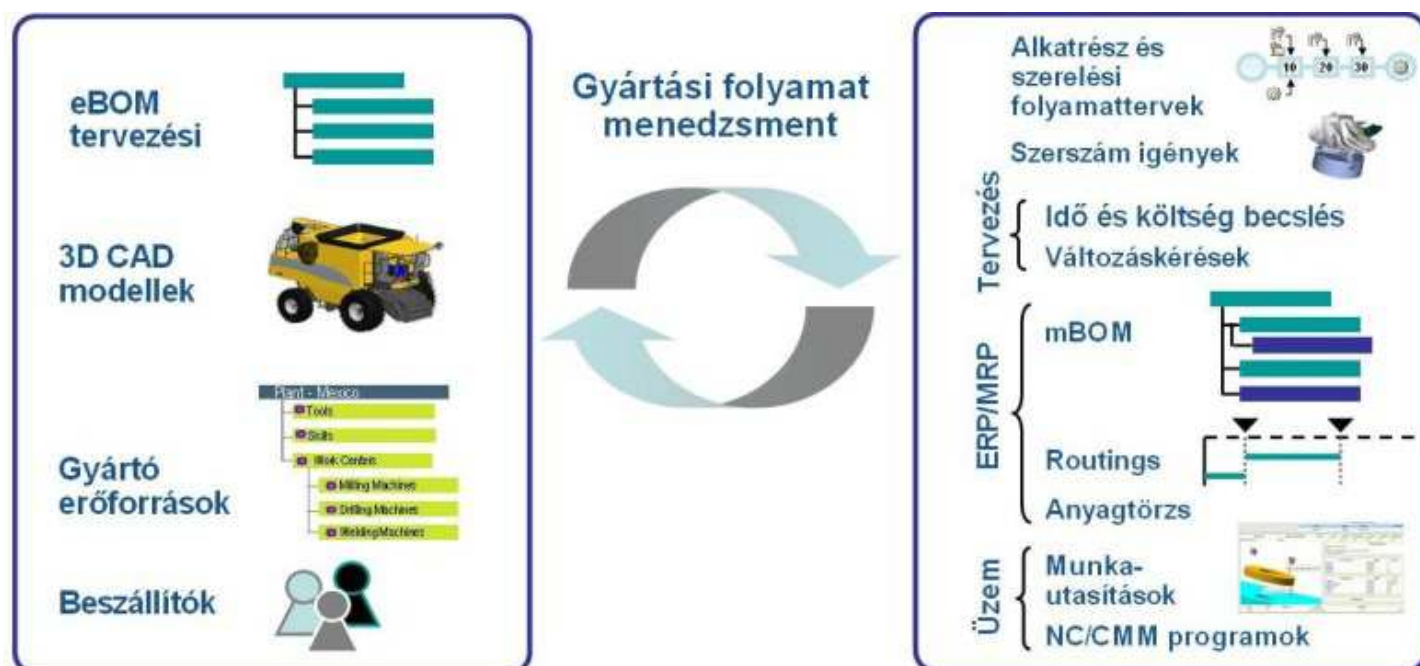 eBOM
tervezési
3D CAD
modellek
Plant - Mexico
Tools
Skills
Work Centers
Milling Machines
Drilling Machines
Welding Machines
Gyártó
erőforrások
Beszállítók
Gyártási folyamat
menedzsment
Alkatrész és
szerelési
folyamattervek
10 20 30
Szerszám igények
Tervezés
Idő és költség becslés
Változáskérések
ERP/MRP
mBOM
Routings
Anyagtörzs
Üzem
Munka-
utasítások
NC/CMM programok